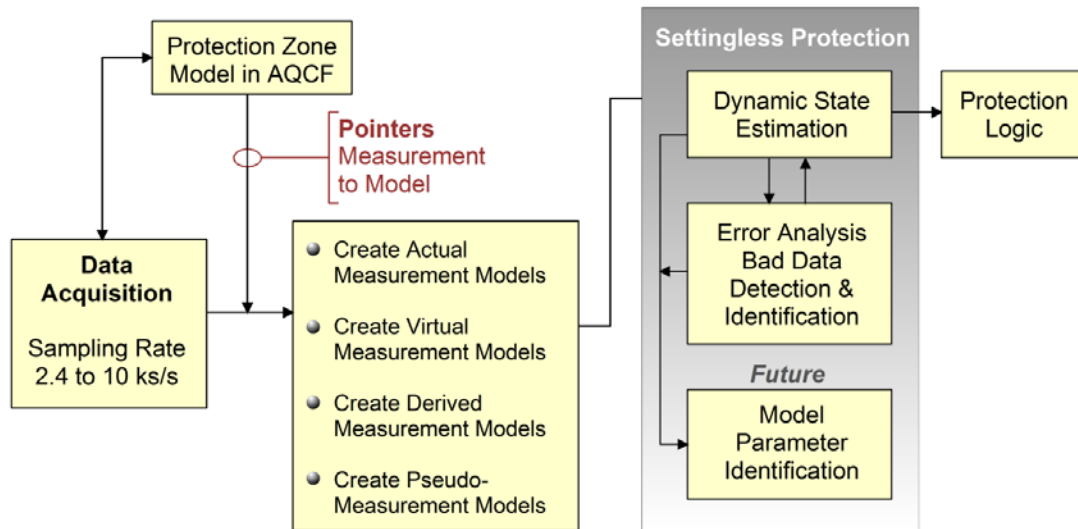 Protection Zone
Model in AQCF
Pointers
Measurement
to Model
Data
Acquisition
Sampling Rate
2.4 to 10 ks/s
Create Actual
Measurement Models
Create Virtual
Measurement Models
Create Derived
Measurement Models
Create Pseudo-
Measurement Models
Settingless Protection
Dynamic State
Estimation
Error Analysis
Bad Data
Detection &
Identification
Future
Model
Parameter
Identification
Protection
Logic